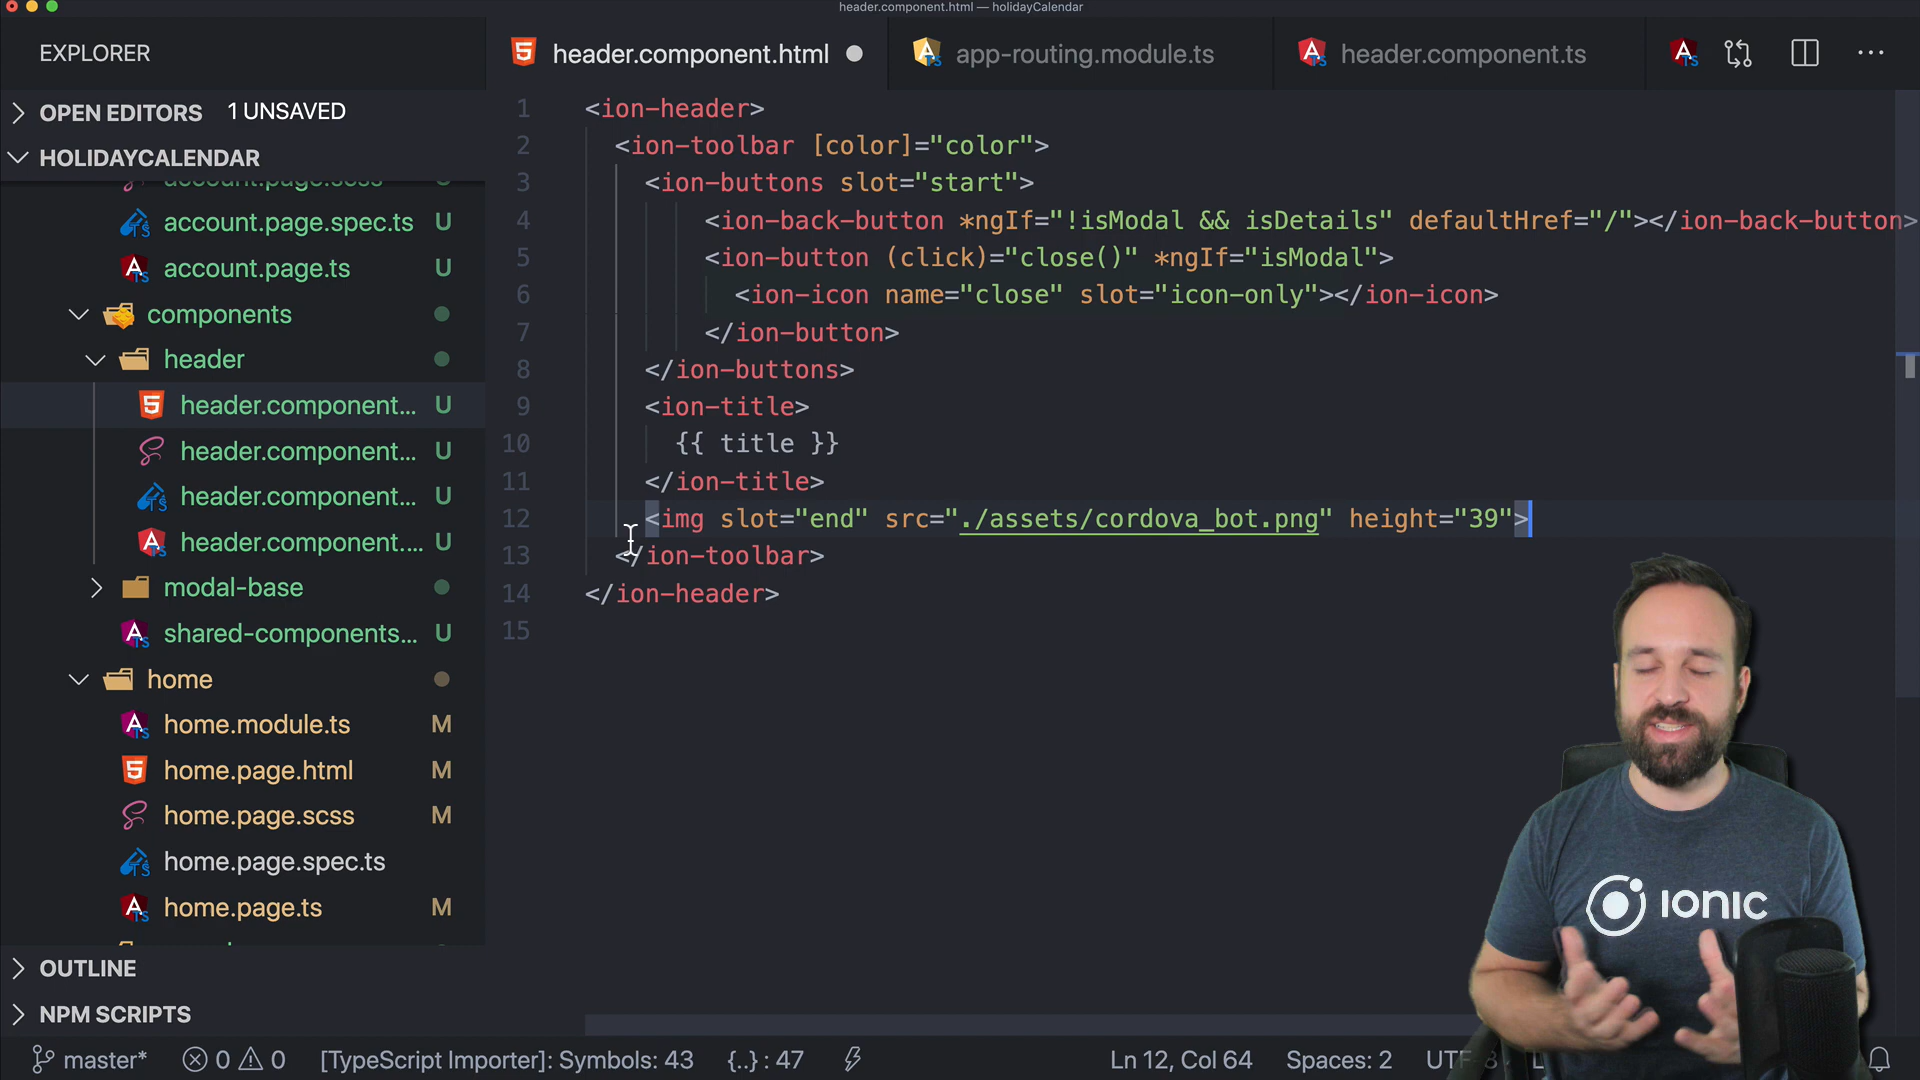 header.component.html — holidayCalendar
EXPLORER
header.component.html
app-routing.module.ts
header.component.ts
OPEN EDITORS 1 UNSAVED
HOLIDAYCALENDAR
account.page.scss
account.page.spec.ts U
account.page.ts U
components
header
header.component... U
header.component... U
header.component... U
header.component.... U
modal-base
shared-components... U
home
home.module.ts M
home.page.html M
home.page.scss M
home.page.spec.ts
home.page.ts M
OUTLINE
NPM SCRIPTS
1 <ion-header>
2 <ion-toolbar [color]="color">
3 <ion-buttons slot="start">
4 <ion-back-button *ngIf="!isModal && isDetails" defaultHref="/"></ion-back-button>
5 <ion-button (click)="close()" *ngIf="isModal">
6 <ion-icon name="close" slot="icon-only"></ion-icon>
7 </ion-button>
8 </ion-buttons>
9 <ion-title>
10 {{ title }}
11 </ion-title>
12 <img slot="end" src="./assets/cordova_bot.png" height="39">
13 </ion-toolbar>
14 </ion-header>
15
ionic
master* 0 0 [TypeScript Importer]: Symbols: 43 {..} : 47 Ln 12, Col 64 Spaces: 2